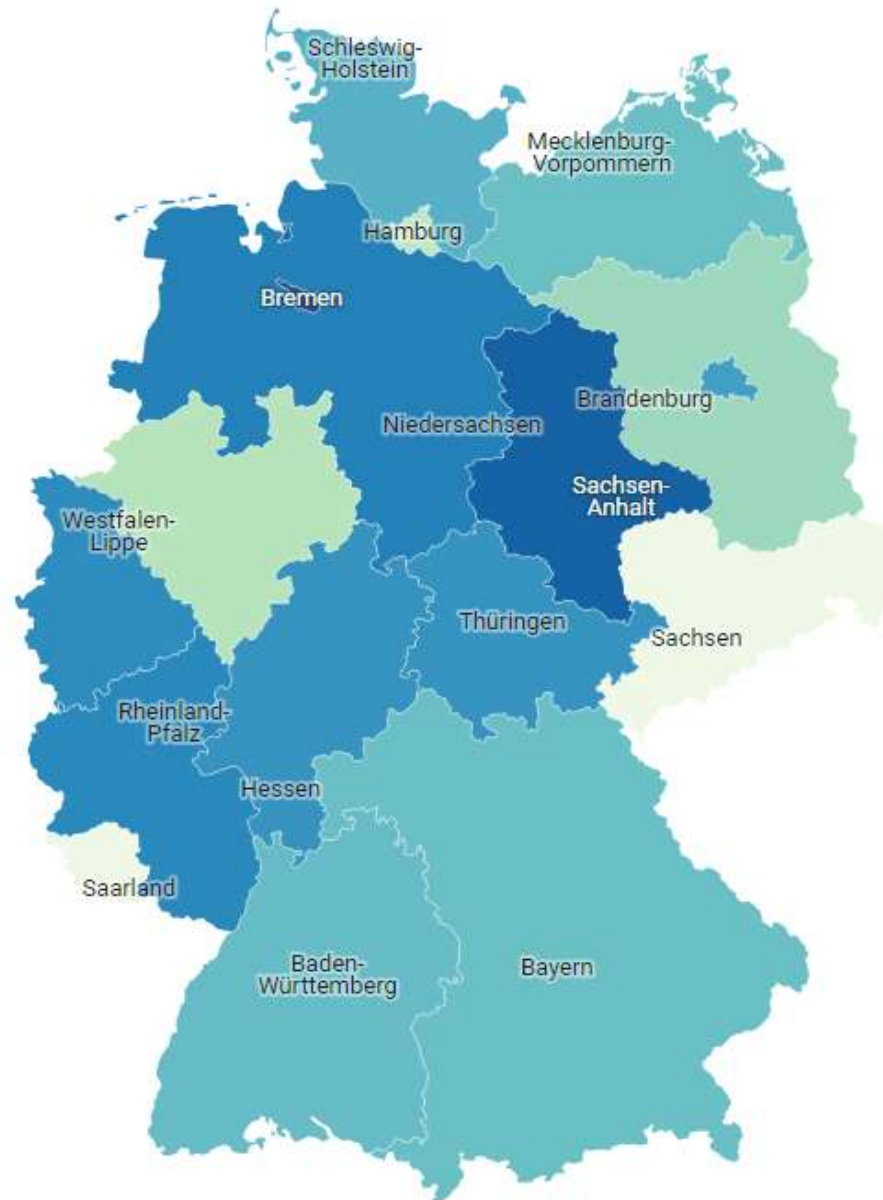 Schleswig-
Holstein
Mecklenburg-
Vorpommern
Hamburg
Bremen
Brandenburg
Niedersachsen
Sachsen-
Anhalt
Westfalen-
Lippe
Thüringen
Sachsen
Rheinland-
Pfalz
Hessen
Saarland
Baden-
Württemberg
Bayern